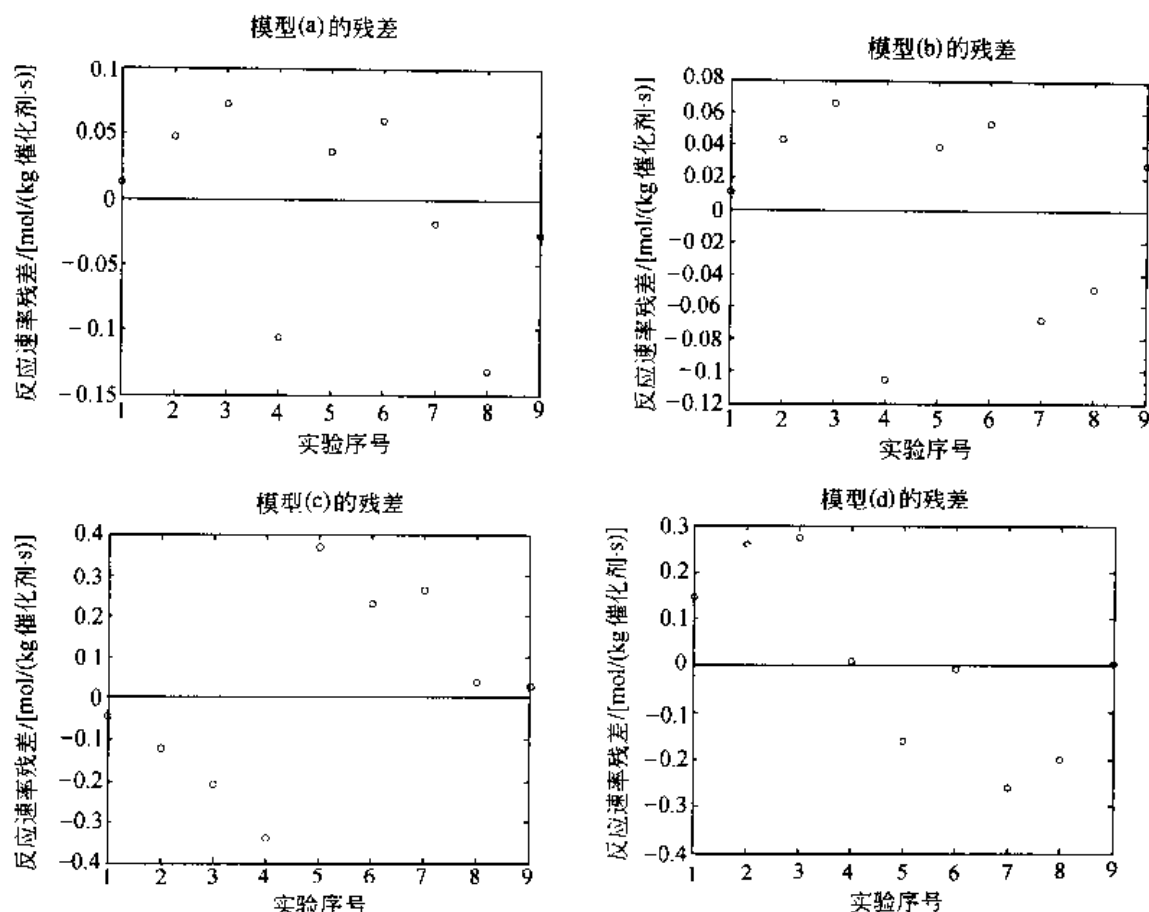 模型(a)的残差
反应速率残差/[mol/(kg催化剂·s)]
0.1
0.05
0
-0.05
-0.1
-0.15
1 2 3 4 5 6 7 8 9
实验序号
模型(b)的残差
反应速率残差/[mol/(kg催化剂·s)]
0.08
0.06
0.04
0.02
0
-0.02
-0.04
-0.06
-0.08
-0.1
-0.12
1 2 3 4 5 6 7 8 9
实验序号
模型(c)的残差
反应速率残差/[mol/(kg催化剂·s)]
0.4
0.3
0.2
0.1
0
-0.1
-0.2
-0.3
-0.4
1 2 3 4 5 6 7 8 9
实验序号
模型(d)的残差
反应速率残差/[mol/(kg催化剂·s)]
0.3
0.2
0.1
0
-0.1
-0.2
-0.3
-0.4
1 2 3 4 5 6 7 8 9
实验序号